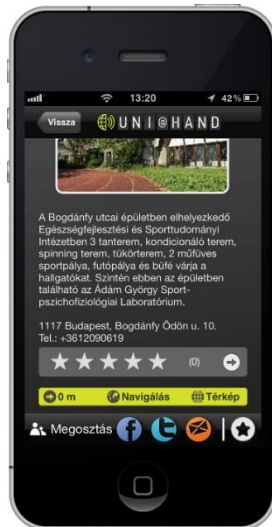 13:20 42%
Vissza UNI@HAND
A Bogdánfy utcai épületben elhelyezkedő
Egészségfejlesztési és Sporttudományi
Intézetben 3 tanterem, kondicionáló terem,
spinning terem, tükörterem, 2 műfüves
sportpálya, futópálya és büfé várja a
hallgatókat. Szintén ebben az épületben
található az Ádám György Sport-
pszichofiziológiai Laboratórium.
1117 Budapest, Bogdánfy Ödön u. 10.
Tel.: +3612090619
(0)
0 m Navigálás Térkép
Megosztás